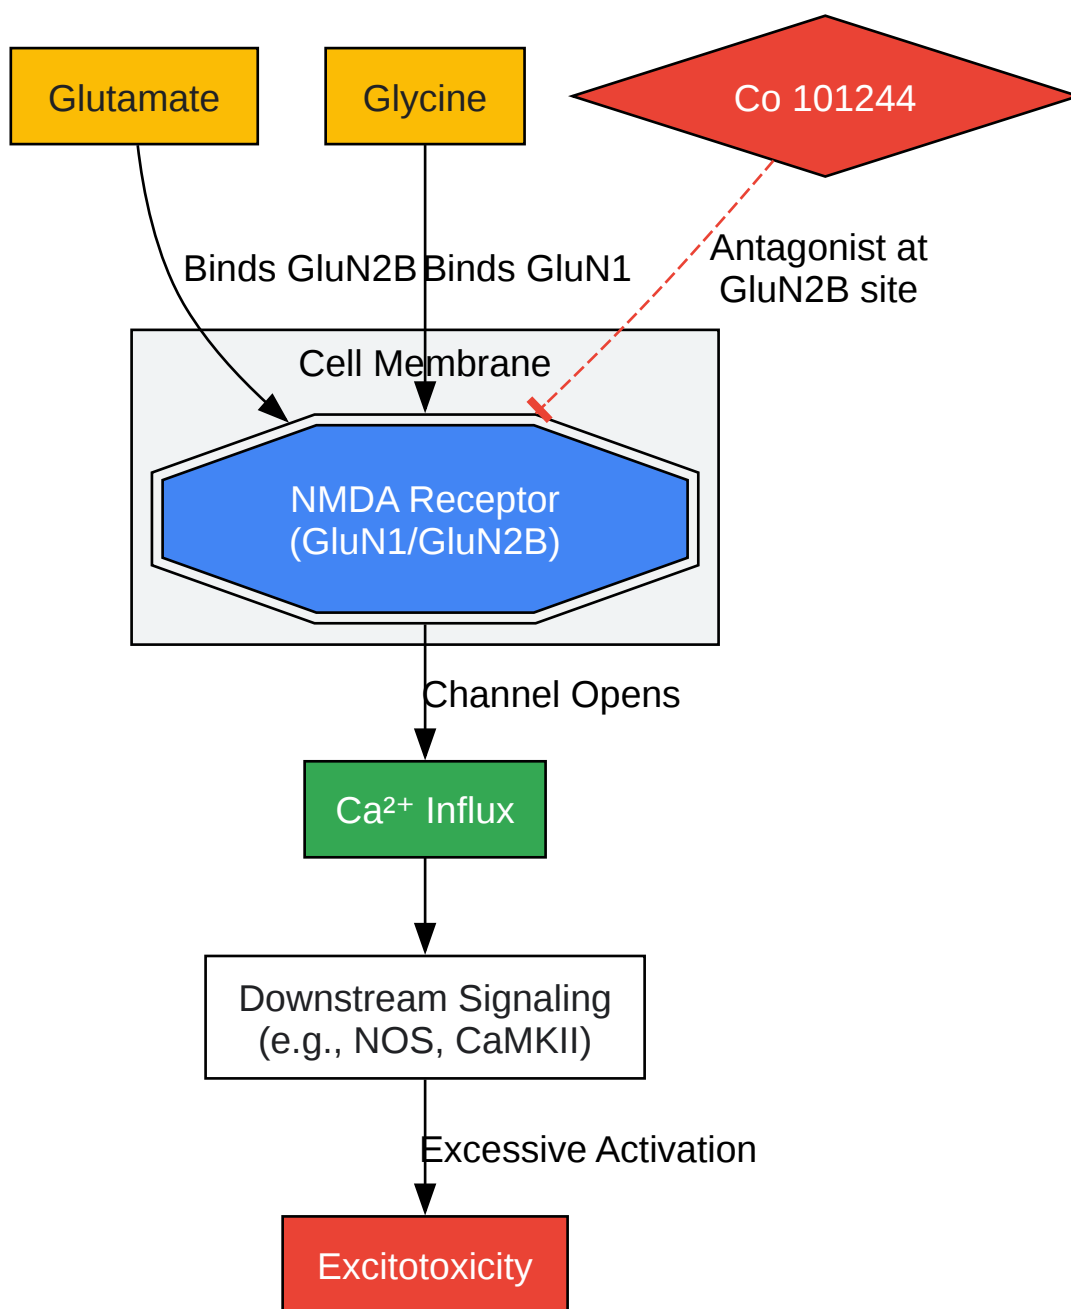 Glutamate
Glycine
Co 101244
Binds GluN2B
Binds GluN1
Antagonist at
GluN2B site
Cell Membrane
NMDA Receptor
(GluN1/GluN2B)
Channel Opens
Ca²⁺ Influx
Downstream Signaling
(e.g., NOS, CaMKII)
Excessive Activation
Excitotoxicity